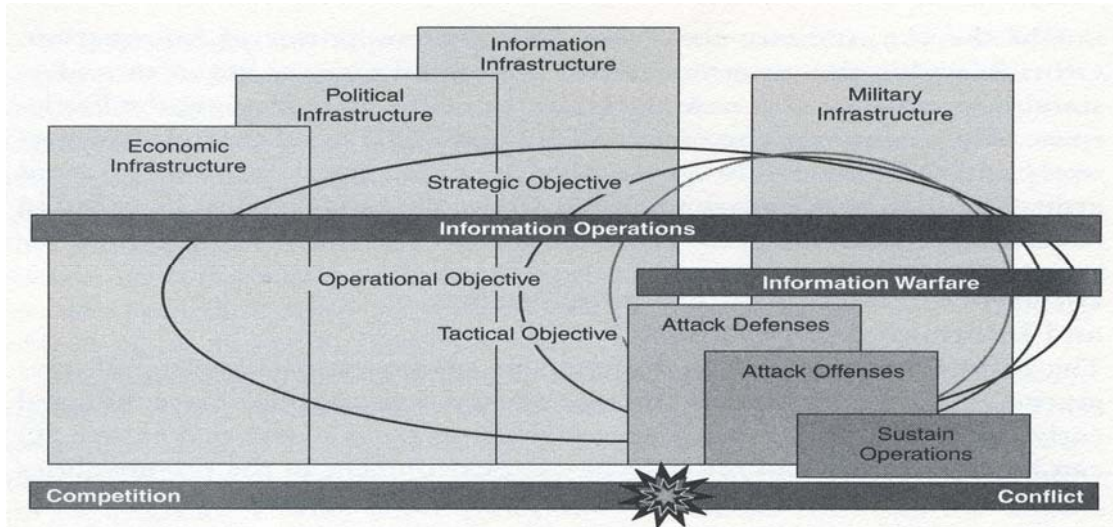 Information
Infrastructure
Political
Infrastructure
Military
Infrastructure
Economic
Infrastructure
Strategic Objective
Information Operations
Operational Objective
Information Warfare
Tactical Objective
Attack Defenses
Attack Offenses
Sustain
Operations
Competition
Conflict